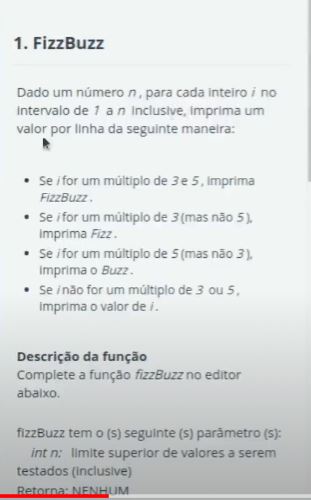 1. FizzBuzz
Dado um número n, para cada inteiro i no
intervalo de 1 a n inclusive, imprima um
valor por linha da seguinte maneira:
• Se i for um múltiplo de 3 e 5, imprima
FizzBuzz.
• Se i for um múltiplo de 3 (mas não 5),
imprima Fizz.
• Se i for um múltiplo de 5 (mas não 3),
imprima o Buzz.
• Se i não for um múltiplo de 3 ou 5,
imprima o valor de i.
Descrição da função
Complete a função fizzBuzz no editor
abaixo.
fizzBuzz tem o (s) seguinte (s) parâmetro (s):
int n: limite superior de valores a serem
testados (inclusive)
Retorna: NENHUM